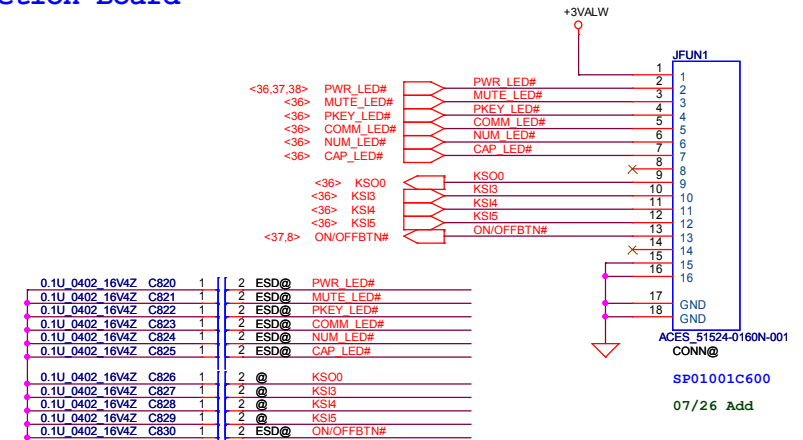 +3VALW
JFUN1
1 1
<36,37,38> PWR_LED# PWR_LED# 2 2
<36> MUTE_LED# MUTE_LED# 3 3
<36> PKEY_LED# PKEY_LED# 4 4
<36> COMM_LED# COMM_LED# 5 5
<36> NUM_LED# NUM_LED# 6 6
<36> CAP_LED# CAP_LED# 7 7
8 8
<36> KSO0 KSO0 9 9
<36> KSI3 KSI3 10 10
<36> KSI4 KSI4 11 11
<36> KSI5 KSI5 12 12
<37,8> ON/OFFBTN# ON/OFFBTN# 13 13
14 14
15 15
16 16
17 GND
18 GND
ACES_51524-0160N-001
CONN@
SP01001C600
07/26 Add
0.1U_0402_16V4Z C820 1 2 ESD@ PWR_LED#
0.1U_0402_16V4Z C821 1 2 ESD@ MUTE_LED#
0.1U_0402_16V4Z C822 1 2 ESD@ PKEY_LED#
0.1U_0402_16V4Z C823 1 2 ESD@ COMM_LED#
0.1U_0402_16V4Z C824 1 2 ESD@ NUM_LED#
0.1U_0402_16V4Z C825 1 2 ESD@ CAP_LED#
0.1U_0402_16V4Z C826 1 2 @ KSO0
0.1U_0402_16V4Z C827 1 2 @ KSI3
0.1U_0402_16V4Z C828 1 2 @ KSI4
0.1U_0402_16V4Z C829 1 2 @ KSI5
0.1U_0402_16V4Z C830 1 2 ESD@ ON/OFFBTN#